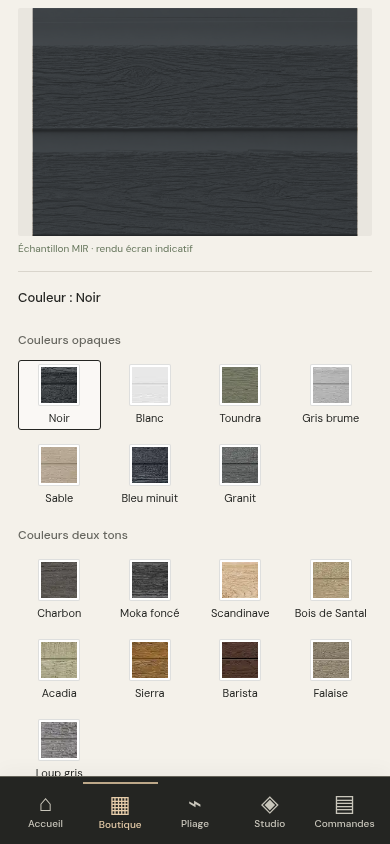 Échantillon MIR · rendu écran indicatif
Couleur : Noir
Couleurs opaques
Noir Blanc Toundra Gris brume
Sable Bleu minuit Granit
Couleurs deux tons
Charbon Moka foncé Scandinave Bois de Santal
Acadia Sierra Barista Falaise
Loup gris
Accueil Boutique Pliage Studio Commandes